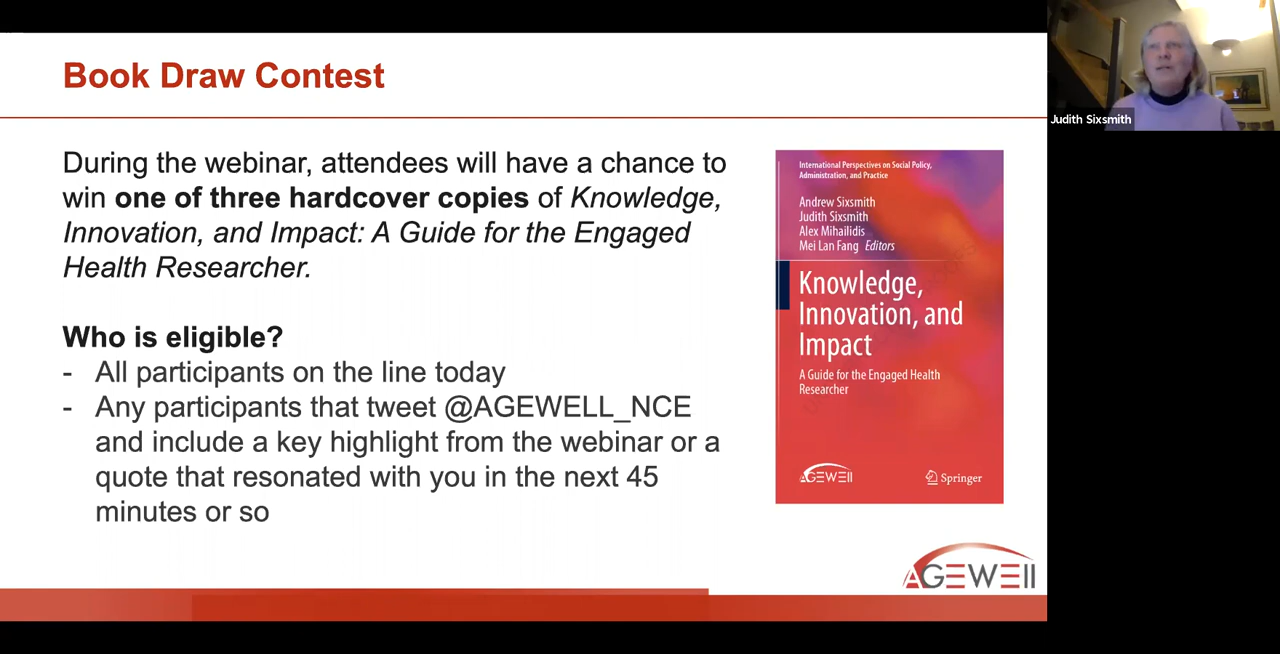 Book Draw Contest
During the webinar, attendees will have a chance to
win one of three hardcover copies of Knowledge,
Innovation, and Impact: A Guide for the Engaged
Health Researcher.
Who is eligible?
- All participants on the line today
- Any participants that tweet @AGEWELL_NCE
and include a key highlight from the webinar or a
quote that resonated with you in the next 45
minutes or so
International Perspectives on Social Policy,
Administration, and Practice
Andrew Sixsmith
Judith Sixsmith
Alex Mihailidis
Mei Lan Fang Editors
Knowledge,
Innovation, and
Impact
A Guide for the Engaged Health
Researcher
AGEWELL
Springer
AGEWELL
Judith Sixsmith